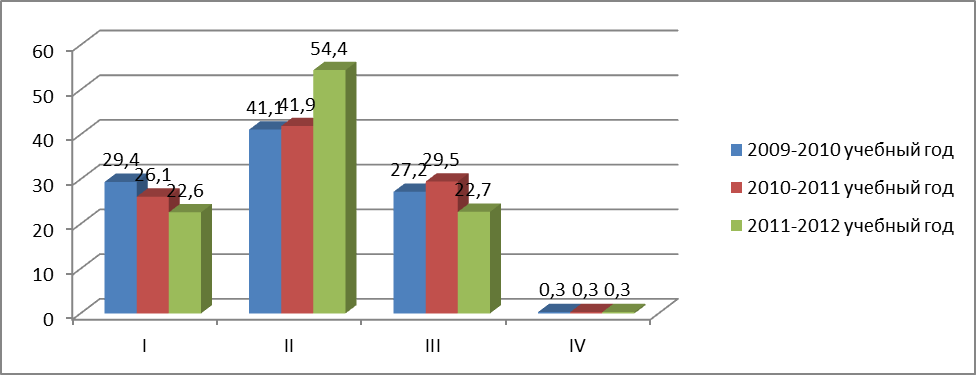 60
50
40
30
20
10
0
29,4
26,1
22,6
41,1
41,9
54,4
27,2
29,5
22,7
0,3
0,3
0,3
I
II
III
IV
2009-2010 учебный год
2010-2011 учебный год
2011-2012 учебный год